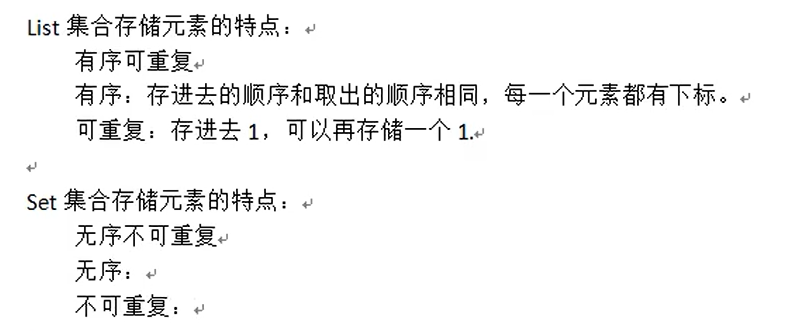 List 集合存储元素的特点：
有序可重复
有序：存进去的顺序和取出的顺序相同，每一个元素都有下标。
可重复：存进去 1，可以再存储一个 1.
Set 集合存储元素的特点：
无序不可重复
无序：
不可重复：